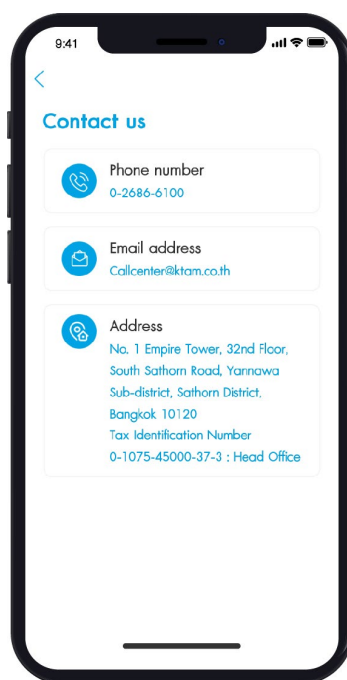 9:41
Contact us
Phone number
0-2686-6100
Email address
Callcenter@ktam.co.th
Address
No. 1 Empire Tower, 32nd Floor,
South Sathorn Road, Yannawa
Sub-district, Sathorn District,
Bangkok 10120
Tax Identification Number
0-1075-45000-37-3 : Head Office